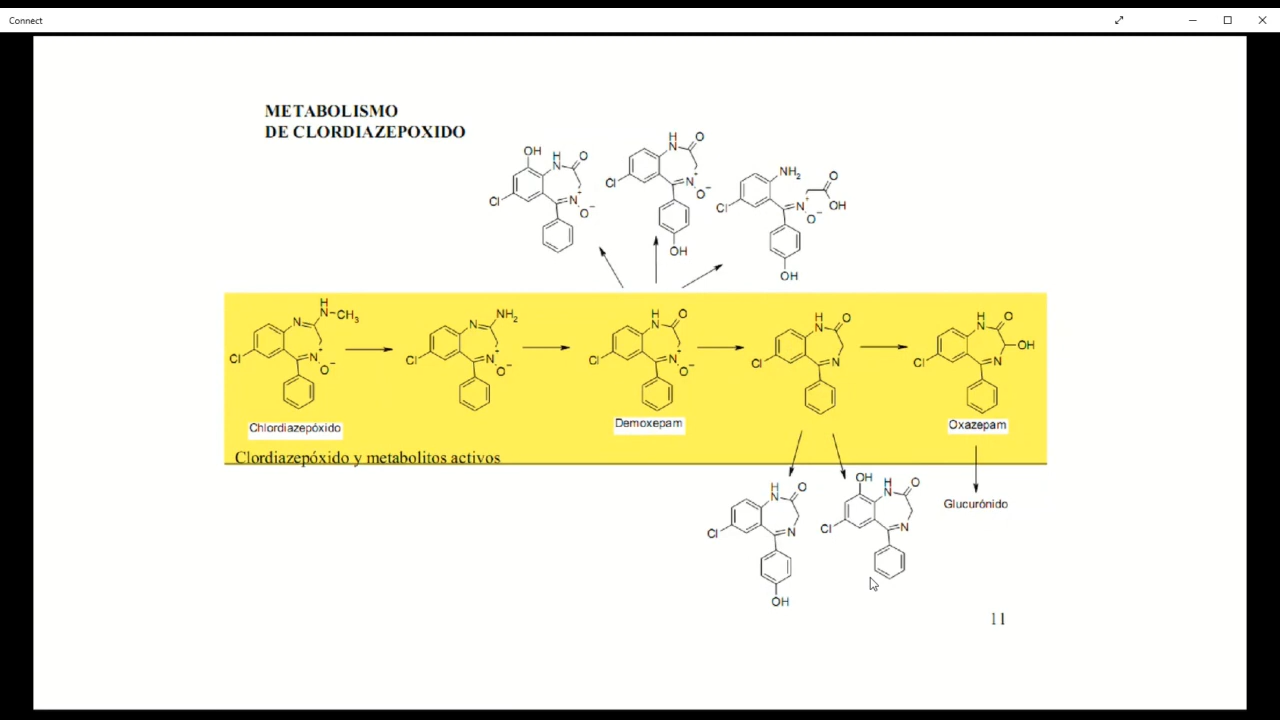 Connect
METABOLISMO
DE CLORDIAZEPOXIDO
OH
H
N
O
Cl
N
+
O
−
H
N
O
Cl
N
+
O
−
OH
NH2
O
OH
Cl
N
+
O
−
OH
H
N
N
CH3
Cl
N
+
O
−
N
NH2
Cl
N
+
O
−
H
N
O
Cl
N
+
O
−
H
N
O
Cl
N
H
N
O
OH
Cl
N
Chlordiazepóxido
Demoxepam
Oxazepam
Clordiazepóxido y metabolitos activos
H
N
O
Cl
N
OH
OH
H
N
O
Cl
N
Glucurónido
11